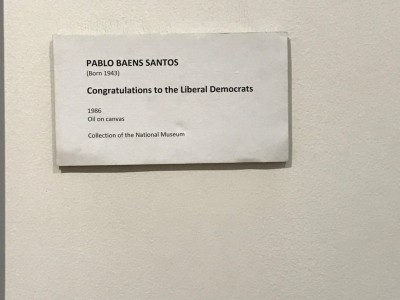 PABLO BAENS SANTOS
(Born 1943)
Congratulations to the Liberal Democrats
1986
Oil on canvas
Collection of the National Museum